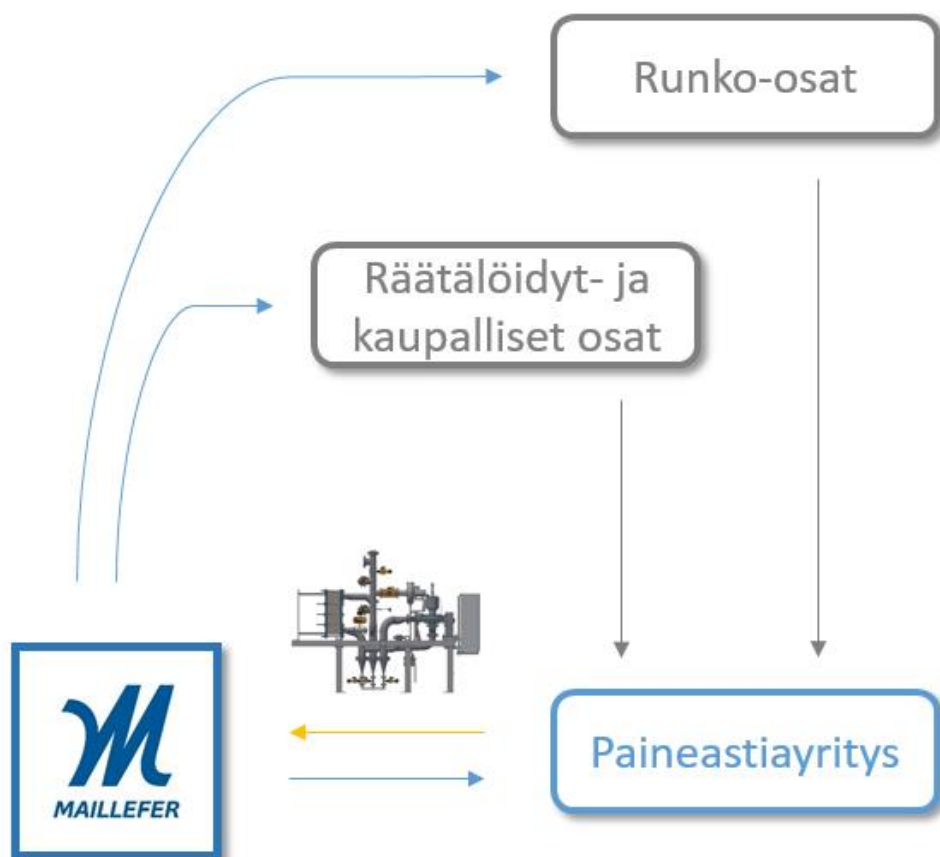 Runko-osat
Räätälöidyt- ja
kaupalliset osat
Paineastiayritys
MAILLEFER